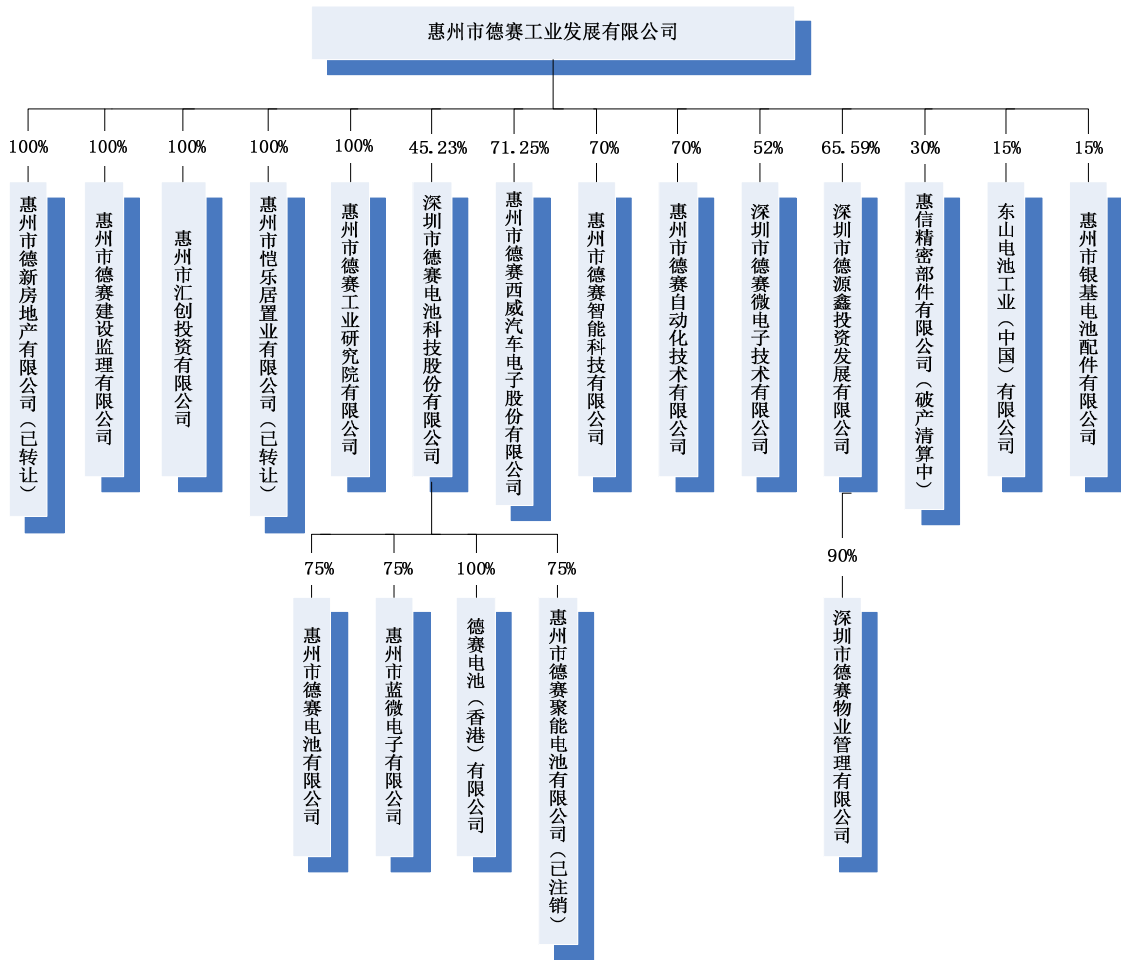 惠州市德赛工业发展有限公司
100%
100%
100%
100%
100%
45.23%
71.25%
70%
70%
52%
65.59%
30%
15%
15%
惠州市德新房地产有限公司（已转让）
惠州市德赛建设监理有限公司
惠州市汇创投资有限公司
惠州市恺乐居置业有限公司（已转让）
惠州市德赛工业研究院有限公司
深圳市德赛电池科技股份有限公司
惠州市德赛西威汽车电子股份有限公司
惠州市德赛智能科技有限公司
惠州市德赛自动化技术有限公司
深圳市德赛微电子技术有限公司
深圳市德源鑫投资发展有限公司
惠信精密部件有限公司（破产清算中）
东山电池工业（中国）有限公司
惠州市银基电池配件有限公司
75%
75%
100%
75%
90%
惠州市德赛电池有限公司
惠州市蓝微电子有限公司
德赛电池（香港）有限公司
惠州市德赛聚能电池有限公司（已注销）
深圳市德赛物业管理有限公司